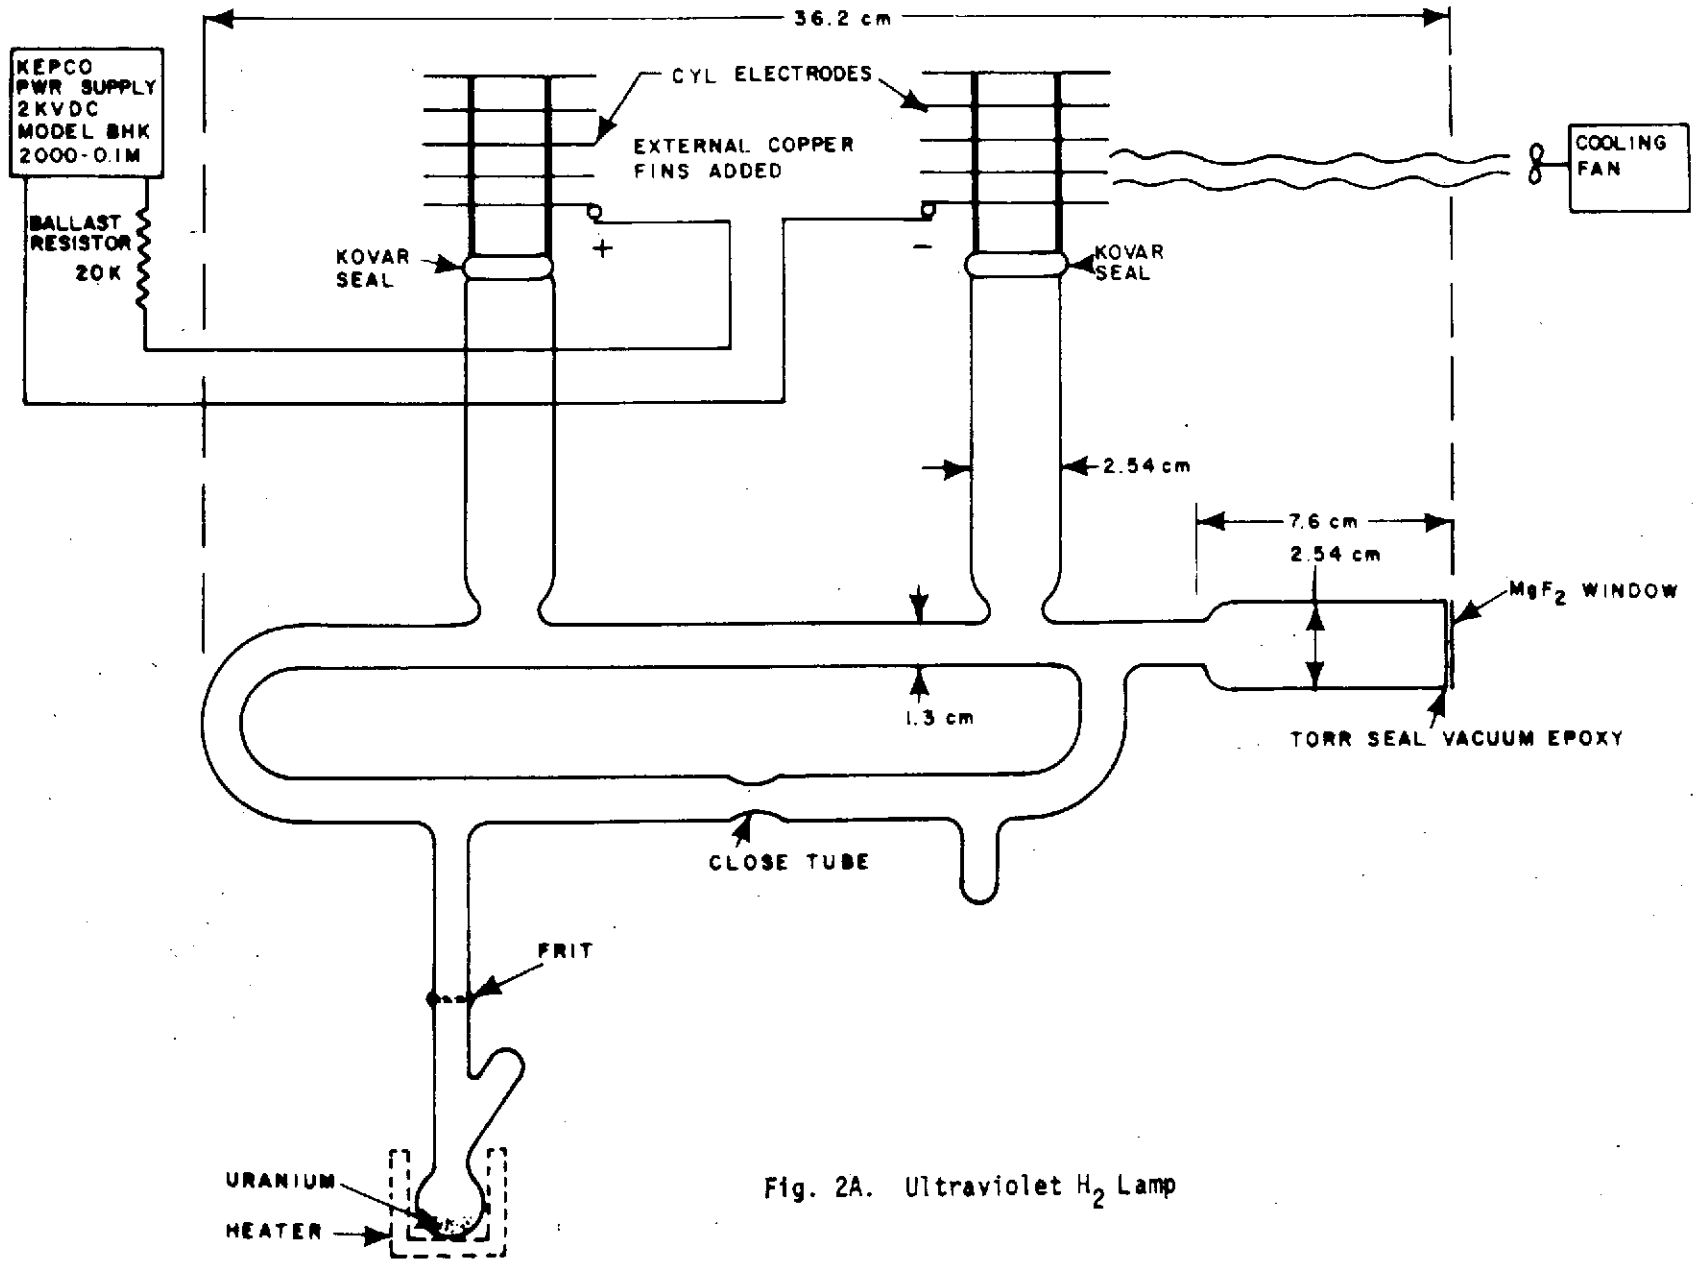 36.2 cm
KEPCO
PWR SUPPLY
2KVDC
MODEL BHK
2000-0.1M
CYL ELECTRODES
EXTERNAL COPPER
FINS ADDED
COOLING
FAN
BALLAST
RESISTOR
20K
+
−
KOVAR
SEAL
KOVAR
SEAL
2.54 cm
7.6 cm
2.54 cm
MgF2 WINDOW
1.3 cm
TORR SEAL VACUUM EPOXY
CLOSE TUBE
FRIT
URANIUM
HEATER
Fig. 2A. Ultraviolet H2 Lamp